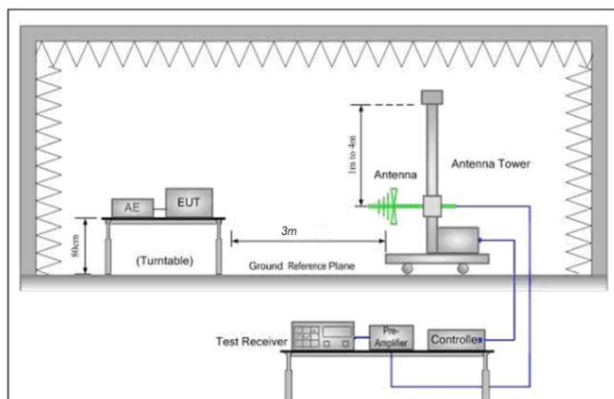 1m to 4m
Antenna
Antenna Tower
AE
EUT
80cm
(Turntable)
3m
Ground Reference Plane
Test Receiver
Pre-
Amplifier
Controller